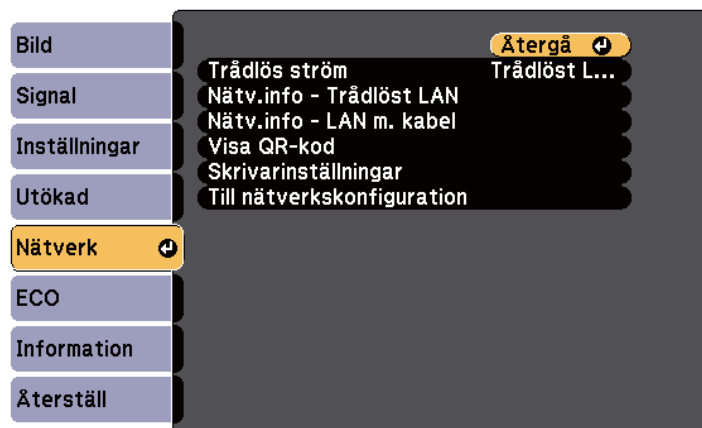 Bild
Signal
Inställningar
Utökad
Nätverk
ECO
Information
Återställ
Återgå
Trådlös ström Trådlöst L...
Nätv.info - Trådlöst LAN
Nätv.info - LAN m. kabel
Visa QR-kod
Skrivarinställningar
Till nätverkskonfiguration